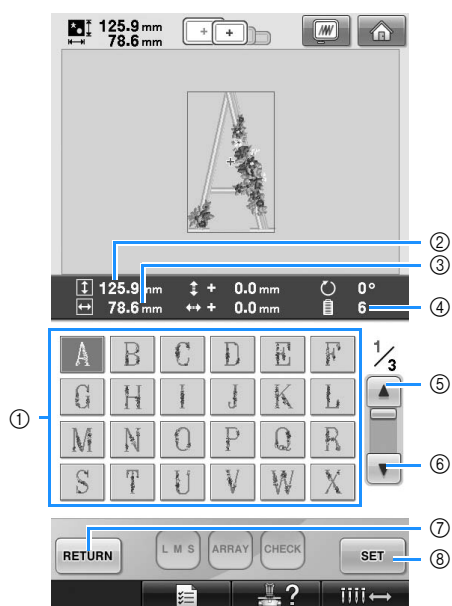 125.9 mm
78.6 mm
A
②
③
125.9 mm + 0.0 mm 0°
78.6 mm + 0.0 mm 6
④
①
A B C D E F 1/3
⑤
G H I J K L
M N O P Q R
⑥
S T U V W X
⑦
RETURN L M S ARRAY CHECK SET
⑧
?